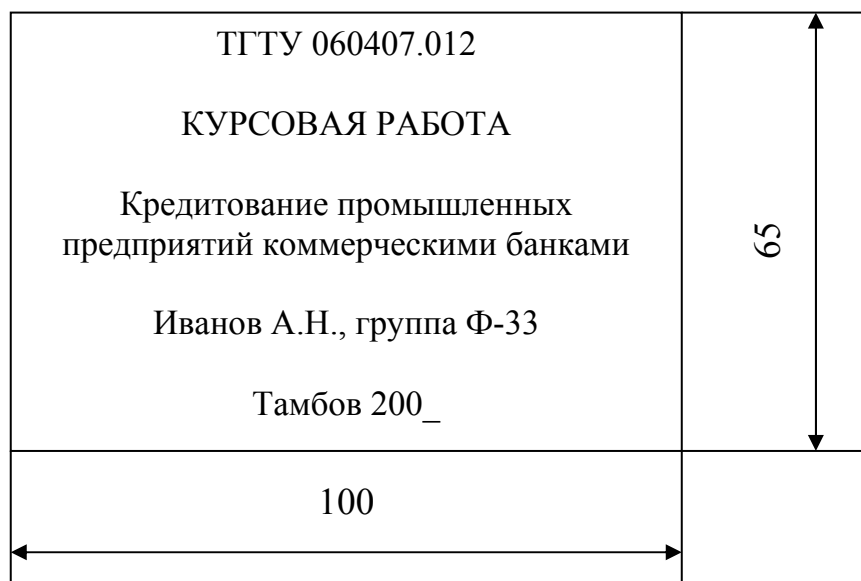 ТГТУ 060407.012
КУРСОВАЯ РАБОТА
Кредитование промышленных
предприятий коммерческими банками
Иванов А.Н., группа Ф-33
Тамбов 200_
65
100